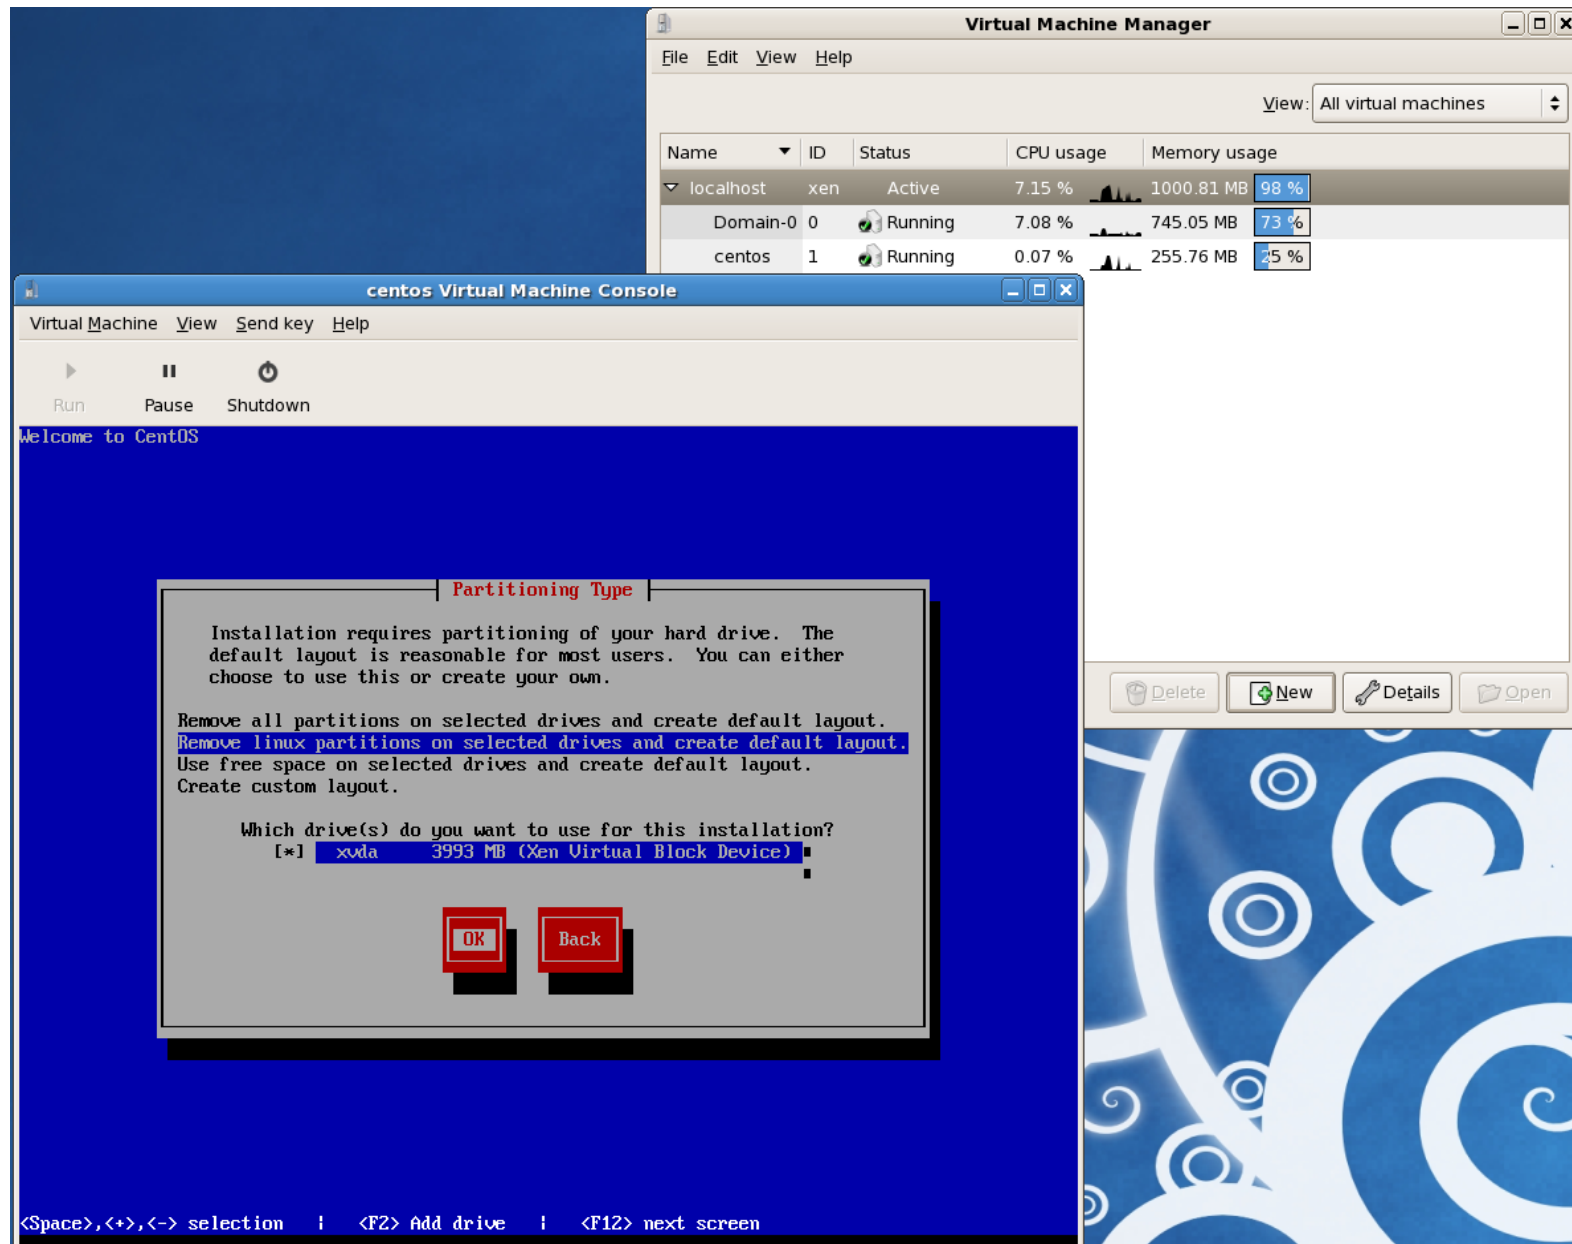 Virtual Machine Manager
File Edit View Help
View: All virtual machines
Name ID Status CPU usage Memory usage
localhost xen Active 7.15 % 1000.81 MB 98 %
Domain-0 0 Running 7.08 % 745.05 MB 73 %
centos 1 Running 0.07 % 255.76 MB 25 %
Delete New Details Open
centos Virtual Machine Console
Virtual Machine View Send key Help
Run Pause Shutdown
Welcome to CentOS
Partitioning Type
Installation requires partitioning of your hard drive. The
default layout is reasonable for most users. You can either
choose to use this or create your own.
Remove all partitions on selected drives and create default layout.
Remove linux partitions on selected drives and create default layout.
Use free space on selected drives and create default layout.
Create custom layout.
Which drive(s) do you want to use for this installation?
[*] xvda 3993 MB (Xen Virtual Block Device)
OK Back
<Space>,<+>,<-> selection | <F2> Add drive | <F12> next screen